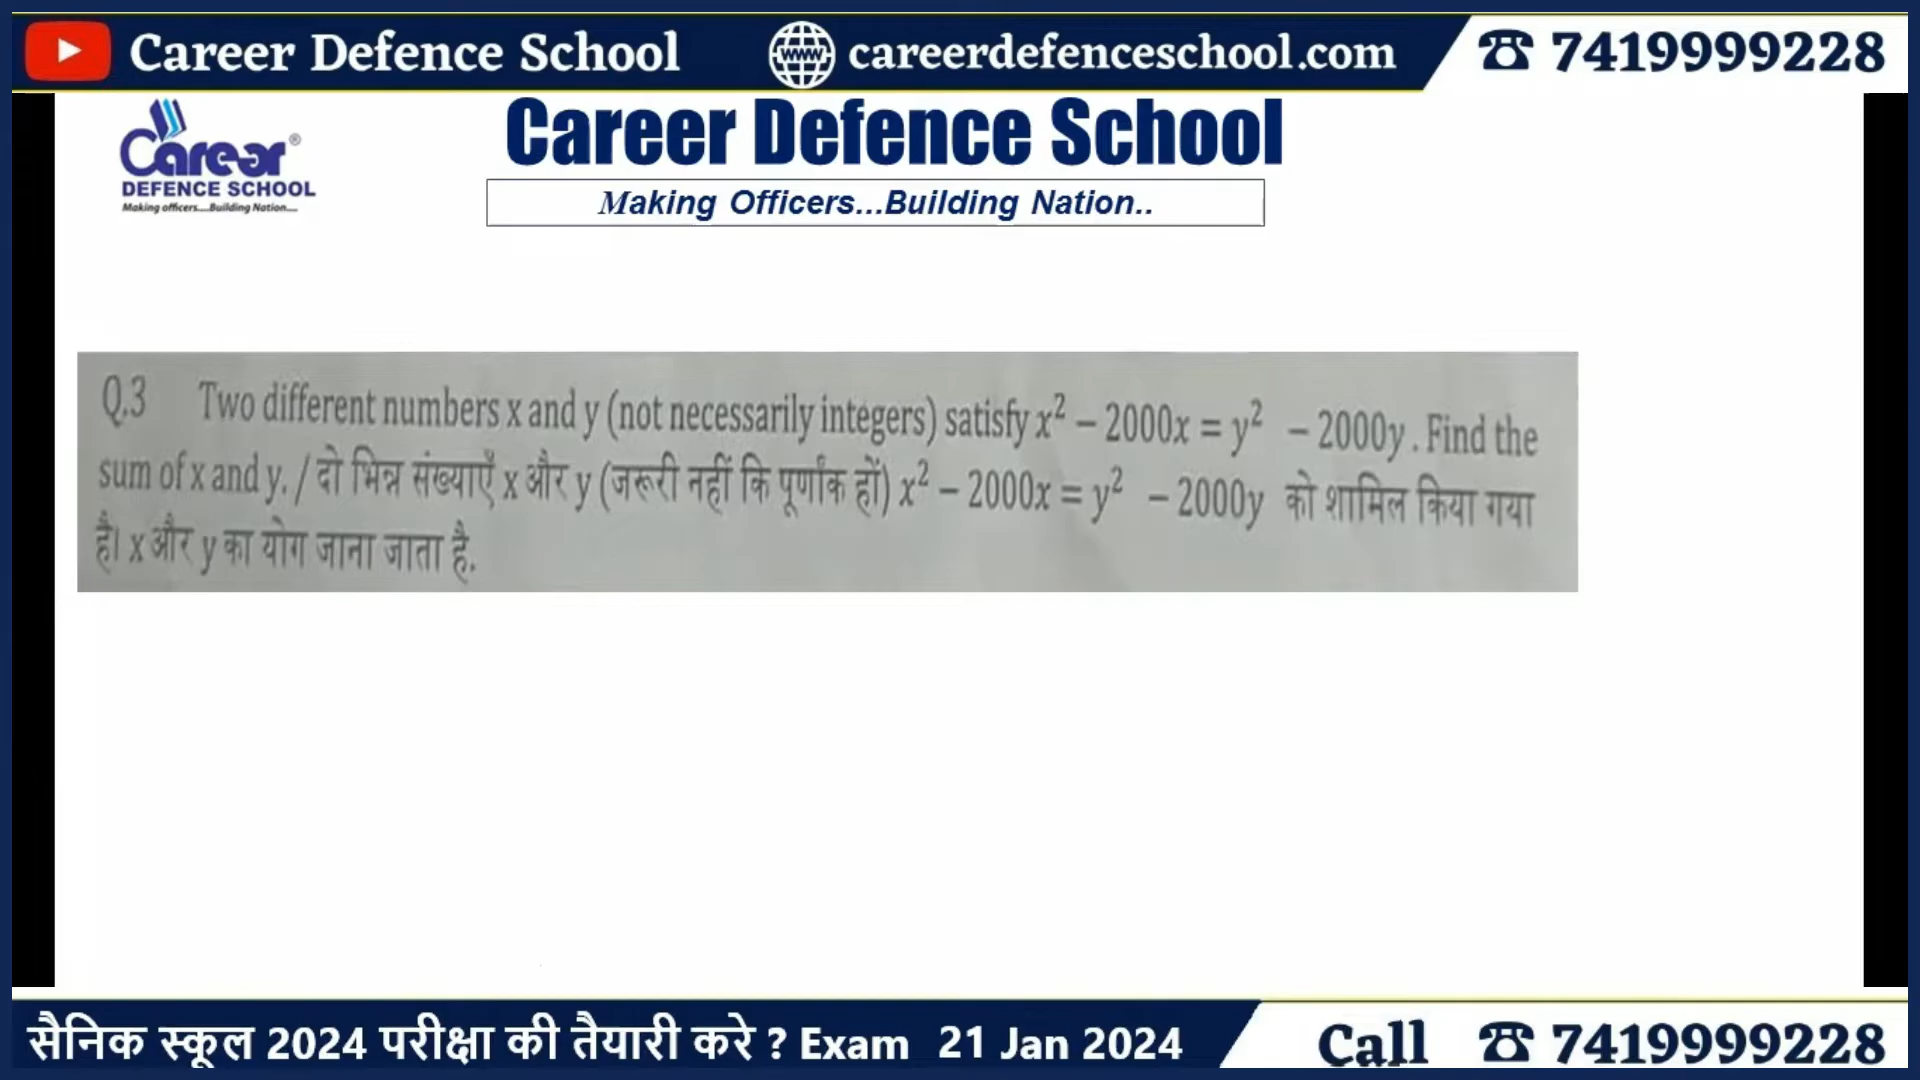 Career Defence School
careerdefenceschool.com
☎ 7419999228
Career®
DEFENCE SCHOOL
Making officers....Building Nation....
Career Defence School
Making Officers...Building Nation..
Q.3 Two different numbers x and y (not necessarily integers) satisfy x² – 2000x = y² – 2000y . Find the
sum of x and y. / दो भिन्न संख्याएँ x और y (जरूरी नहीं कि पूर्णांक हों) x² – 2000x = y² – 2000y को शामिल किया गया
है। x और y का योग जाना जाता है.
सैनिक स्कूल 2024 परीक्षा की तैयारी करे ? Exam 21 Jan 2024
Call ☎ 7419999228